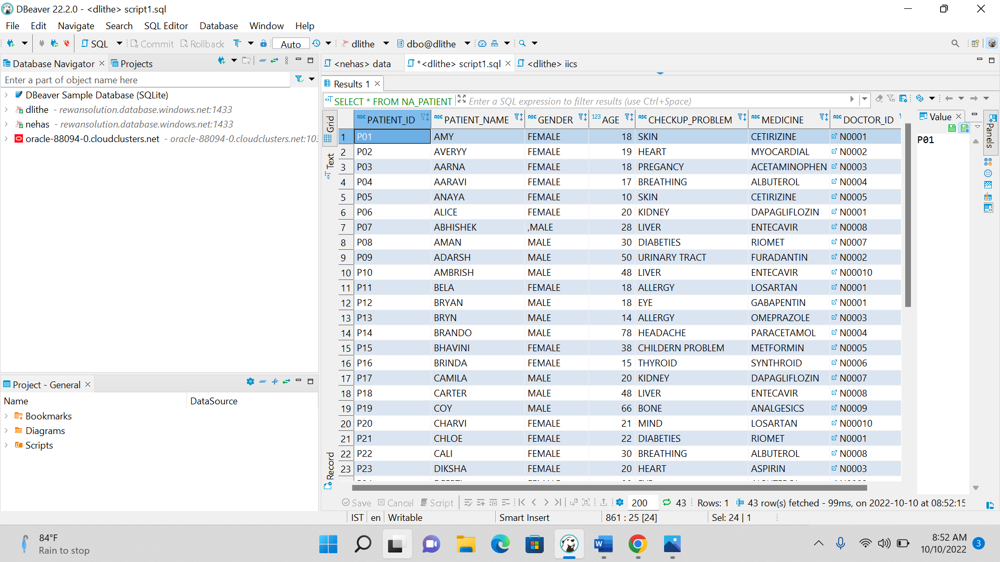 DBeaver 22.2.0 - <dlithe> script1.sql
File Edit Navigate Search SQL Editor Database Window Help
SQL Commit Rollback Auto dlithe dbo@dlithe
Database Navigator Projects
<nehas> data *<dlithe> script1.sql <dlithe> iics
Enter a part of object name here
Results 1
DBeaver Sample Database (SQLite)
dlithe - rewansolution.database.windows.net:1433
nehas - rewansolution.database.windows.net:1433
oracle-88094-0.cloudclusters.net - oracle-88094-0.cloudclusters.net:103
SELECT * FROM NA_PATIENT Enter a SQL expression to filter results (use Ctrl+Space)
Grid
Text
Record
PATIENT_ID PATIENT_NAME GENDER AGE CHECKUP_PROBLEM MEDICINE DOCTOR_ID
1 P01 AMY FEMALE 18 SKIN CETIRIZINE N0001
2 P02 AVERYY FEMALE 19 HEART MYOCARDIAL N0002
3 P03 AARNA FEMALE 18 PREGANCY ACETAMINOPHEN N0003
4 P04 AARAVI FEMALE 17 BREATHING ALBUTEROL N0004
5 P05 ANAYA FEMALE 10 SKIN CETIRIZINE N0005
6 P06 ALICE FEMALE 20 KIDNEY DAPAGLIFLOZIN N0001
7 P07 ABHISHEK ,MALE 28 LIVER ENTECAVIR N0008
8 P08 AMAN MALE 30 DIABETIES RIOMET N0007
9 P09 ADARSH MALE 50 URINARY TRACT FURADANTIN N0002
10 P10 AMBRISH MALE 48 LIVER ENTECAVIR N00010
11 P11 BELA FEMALE 18 ALLERGY LOSARTAN N0001
12 P12 BRYAN MALE 18 EYE GABAPENTIN N0001
13 P13 BRYN MALE 14 ALLERGY OMEPRAZOLE N0003
14 P14 BRANDO MALE 78 HEADACHE PARACETAMOL N0004
15 P15 BHAVINI FEMALE 38 CHILDERN PROBLEM METFORMIN N0005
16 P16 BRINDA FEMALE 15 THYROID SYNTHROID N0006
17 P17 CAMILA MALE 20 KIDNEY DAPAGLIFLOZIN N0007
18 P18 CARTER MALE 48 LIVER ENTECAVIR N0008
19 P19 COY MALE 66 BONE ANALGESICS N0009
20 P20 CHARVI FEMALE 21 MIND LOSARTAN N00010
21 P21 CHLOE FEMALE 22 DIABETIES RIOMET N0001
22 P22 CALI FEMALE 30 BREATHING ALBUTEROL N0008
23 P23 DIKSHA FEMALE 20 HEART ASPIRIN N0003
Value
P01
Panels
Project - General
Name DataSource
Bookmarks
Diagrams
Scripts
Save Cancel Script 200 43 Rows: 1 43 row(s) fetched - 99ms, on 2022-10-10 at 08:52:15
IST en Writable Smart Insert 861 : 25 [24] Sel: 24 | 1
84°F
Rain to stop
8:52 AM
10/10/2022
3